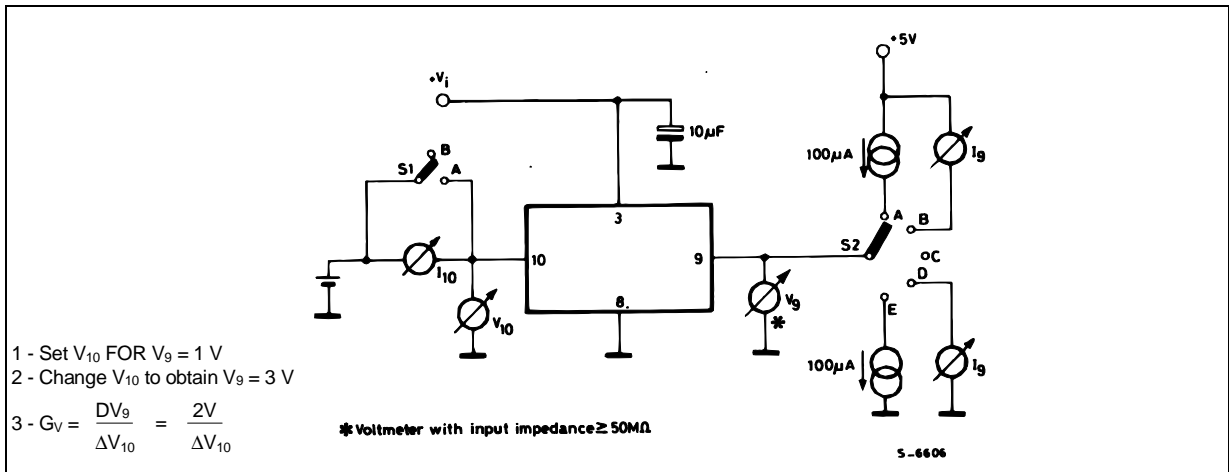 +5V
+Vi
10µF
100µA
I9
B
S1
A
A
B
3
S2
C
10
9
D
I10
V9
8.
E
V10
*
1 - Set V10 FOR V9 = 1 V
2 - Change V10 to obtain V9 = 3 V
100µA
I9
3 - GV = DV9 / ΔV10 = 2V / ΔV10
*Voltmeter with input impedance ≥ 50MΩ
S-6606